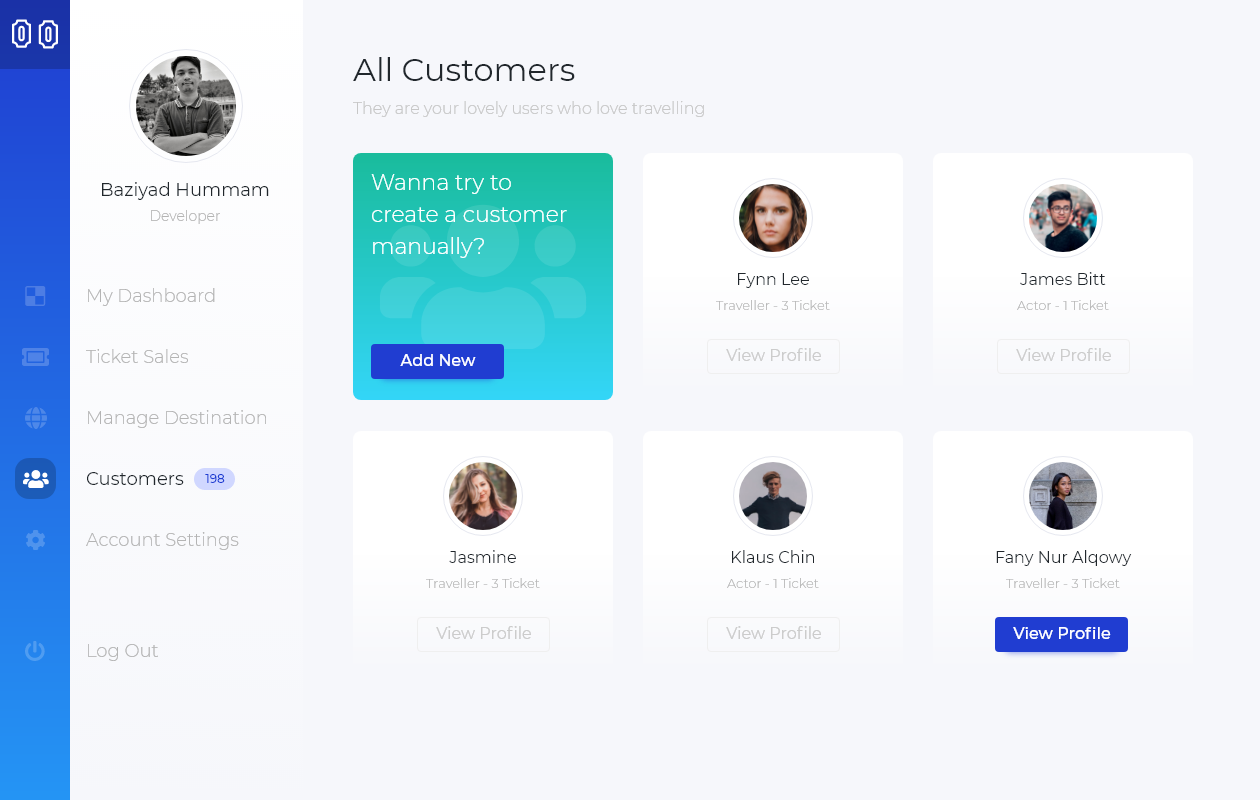 Baziyad Hummam
Developer
My Dashboard
Ticket Sales
Manage Destination
Customers 198
Account Settings
Log Out
All Customers
They are your lovely users who love travelling
Wanna try to
create a customer
manually?
Add New
Fynn Lee
Traveller - 3 Ticket
View Profile
James Bitt
Actor - 1 Ticket
View Profile
Jasmine
Traveller - 3 Ticket
View Profile
Klaus Chin
Actor - 1 Ticket
View Profile
Fany Nur Alqowy
Traveller - 3 Ticket
View Profile